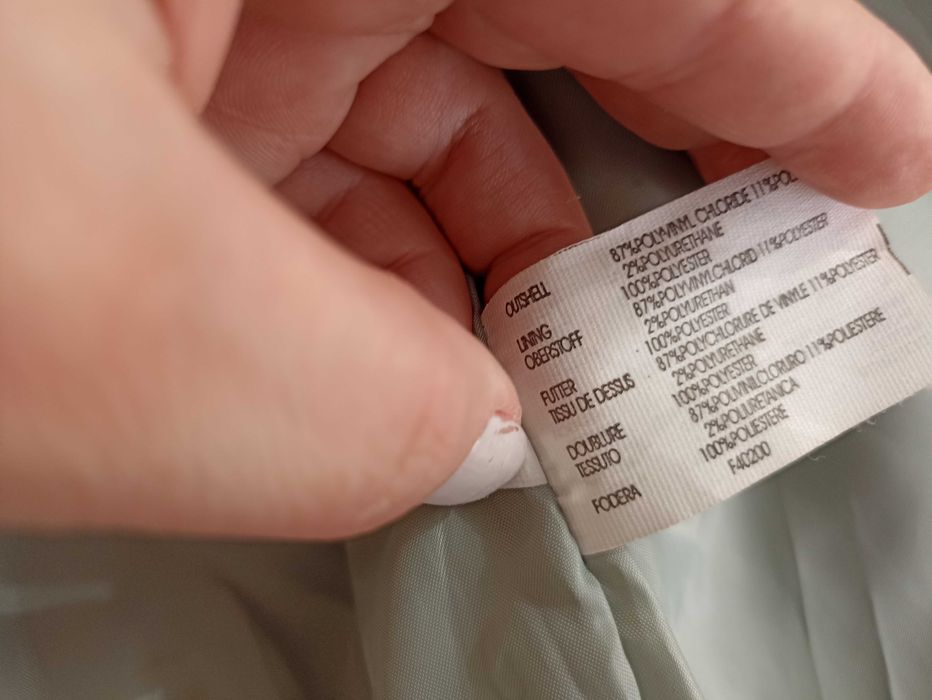 OUTSHELL 87%POLYVINYL CHLORIDE 11%
2%POLYURETHANE
LINING 100%POLYESTER
OBERSTOFF 87%POLYVINYLCHLORID 11%POLYESTER
2%POLYURETHAN
FUTTER 100%POLYESTER
TISSU DE DESSUS 87%POLYCHLORURE DE VINYLE 11%POLYESTER
2%POLYURETHANE
DOUBLURE 100%POLYESTER
TESSUTO 87%POLIVINILCLORURO 11%POLIESTERE
2%POLIURETANICA
FODERA 100%POLIESTERE
F40200